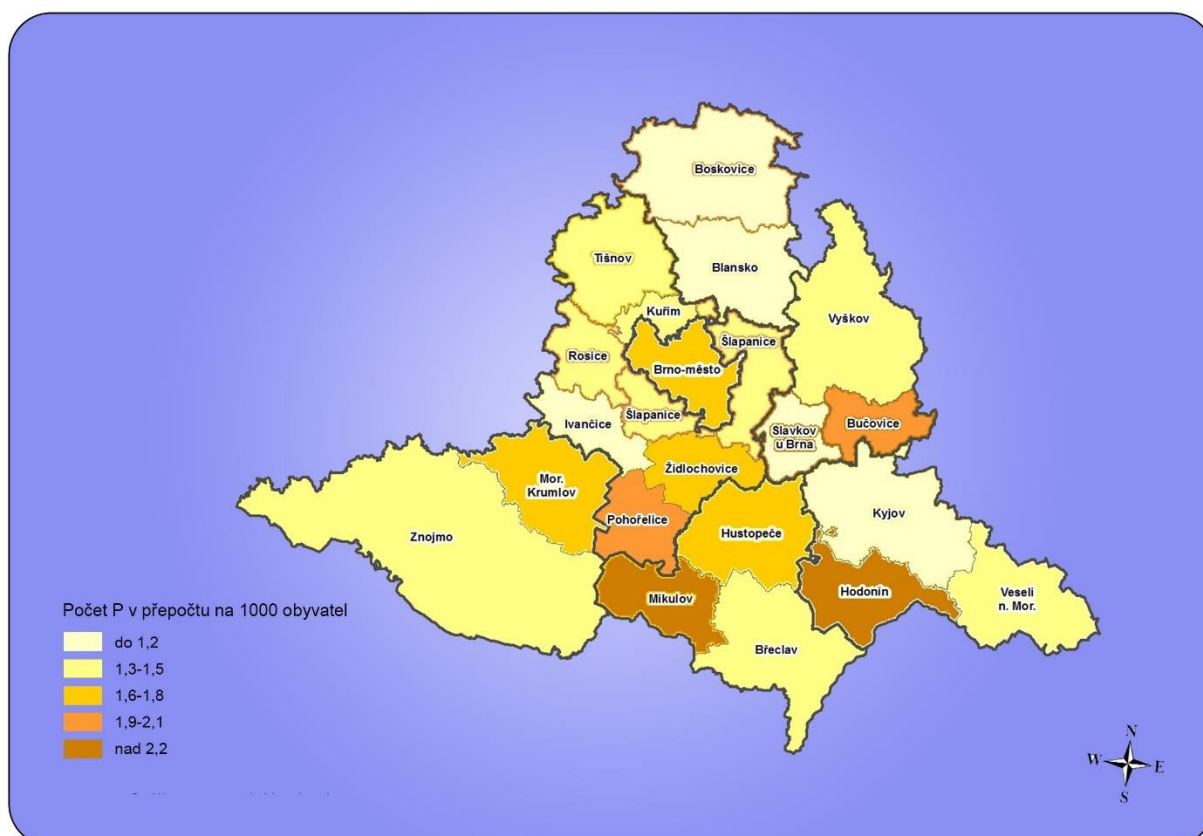 Boskovice
Tišnov
Blansko
Kuřim
Vyškov
Šlapanice
Rosice
Brno-město
Ivančice
Šlapanice
Slavkov
u Brna
Bučovice
Židlochovice
Mor.
Krumlov
Pohořelice
Kyjov
Znojmo
Hustopeče
Mikulov
Hodonín
Veselí
n. Mor.
Břeclav
Počet P v přepočtu na 1000 obyvatel
do 1,2
1,3-1,5
1,6-1,8
1,9-2,1
nad 2,2
N
W E
S